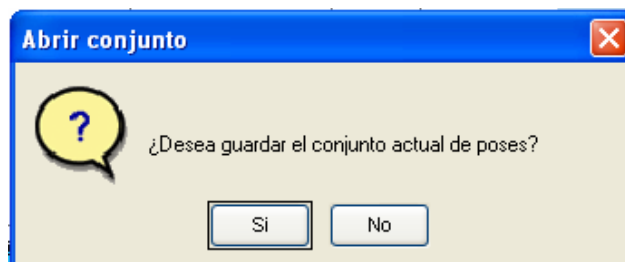 Abrir conjunto
?
¿Desea guardar el conjunto actual de poses?
Si
No